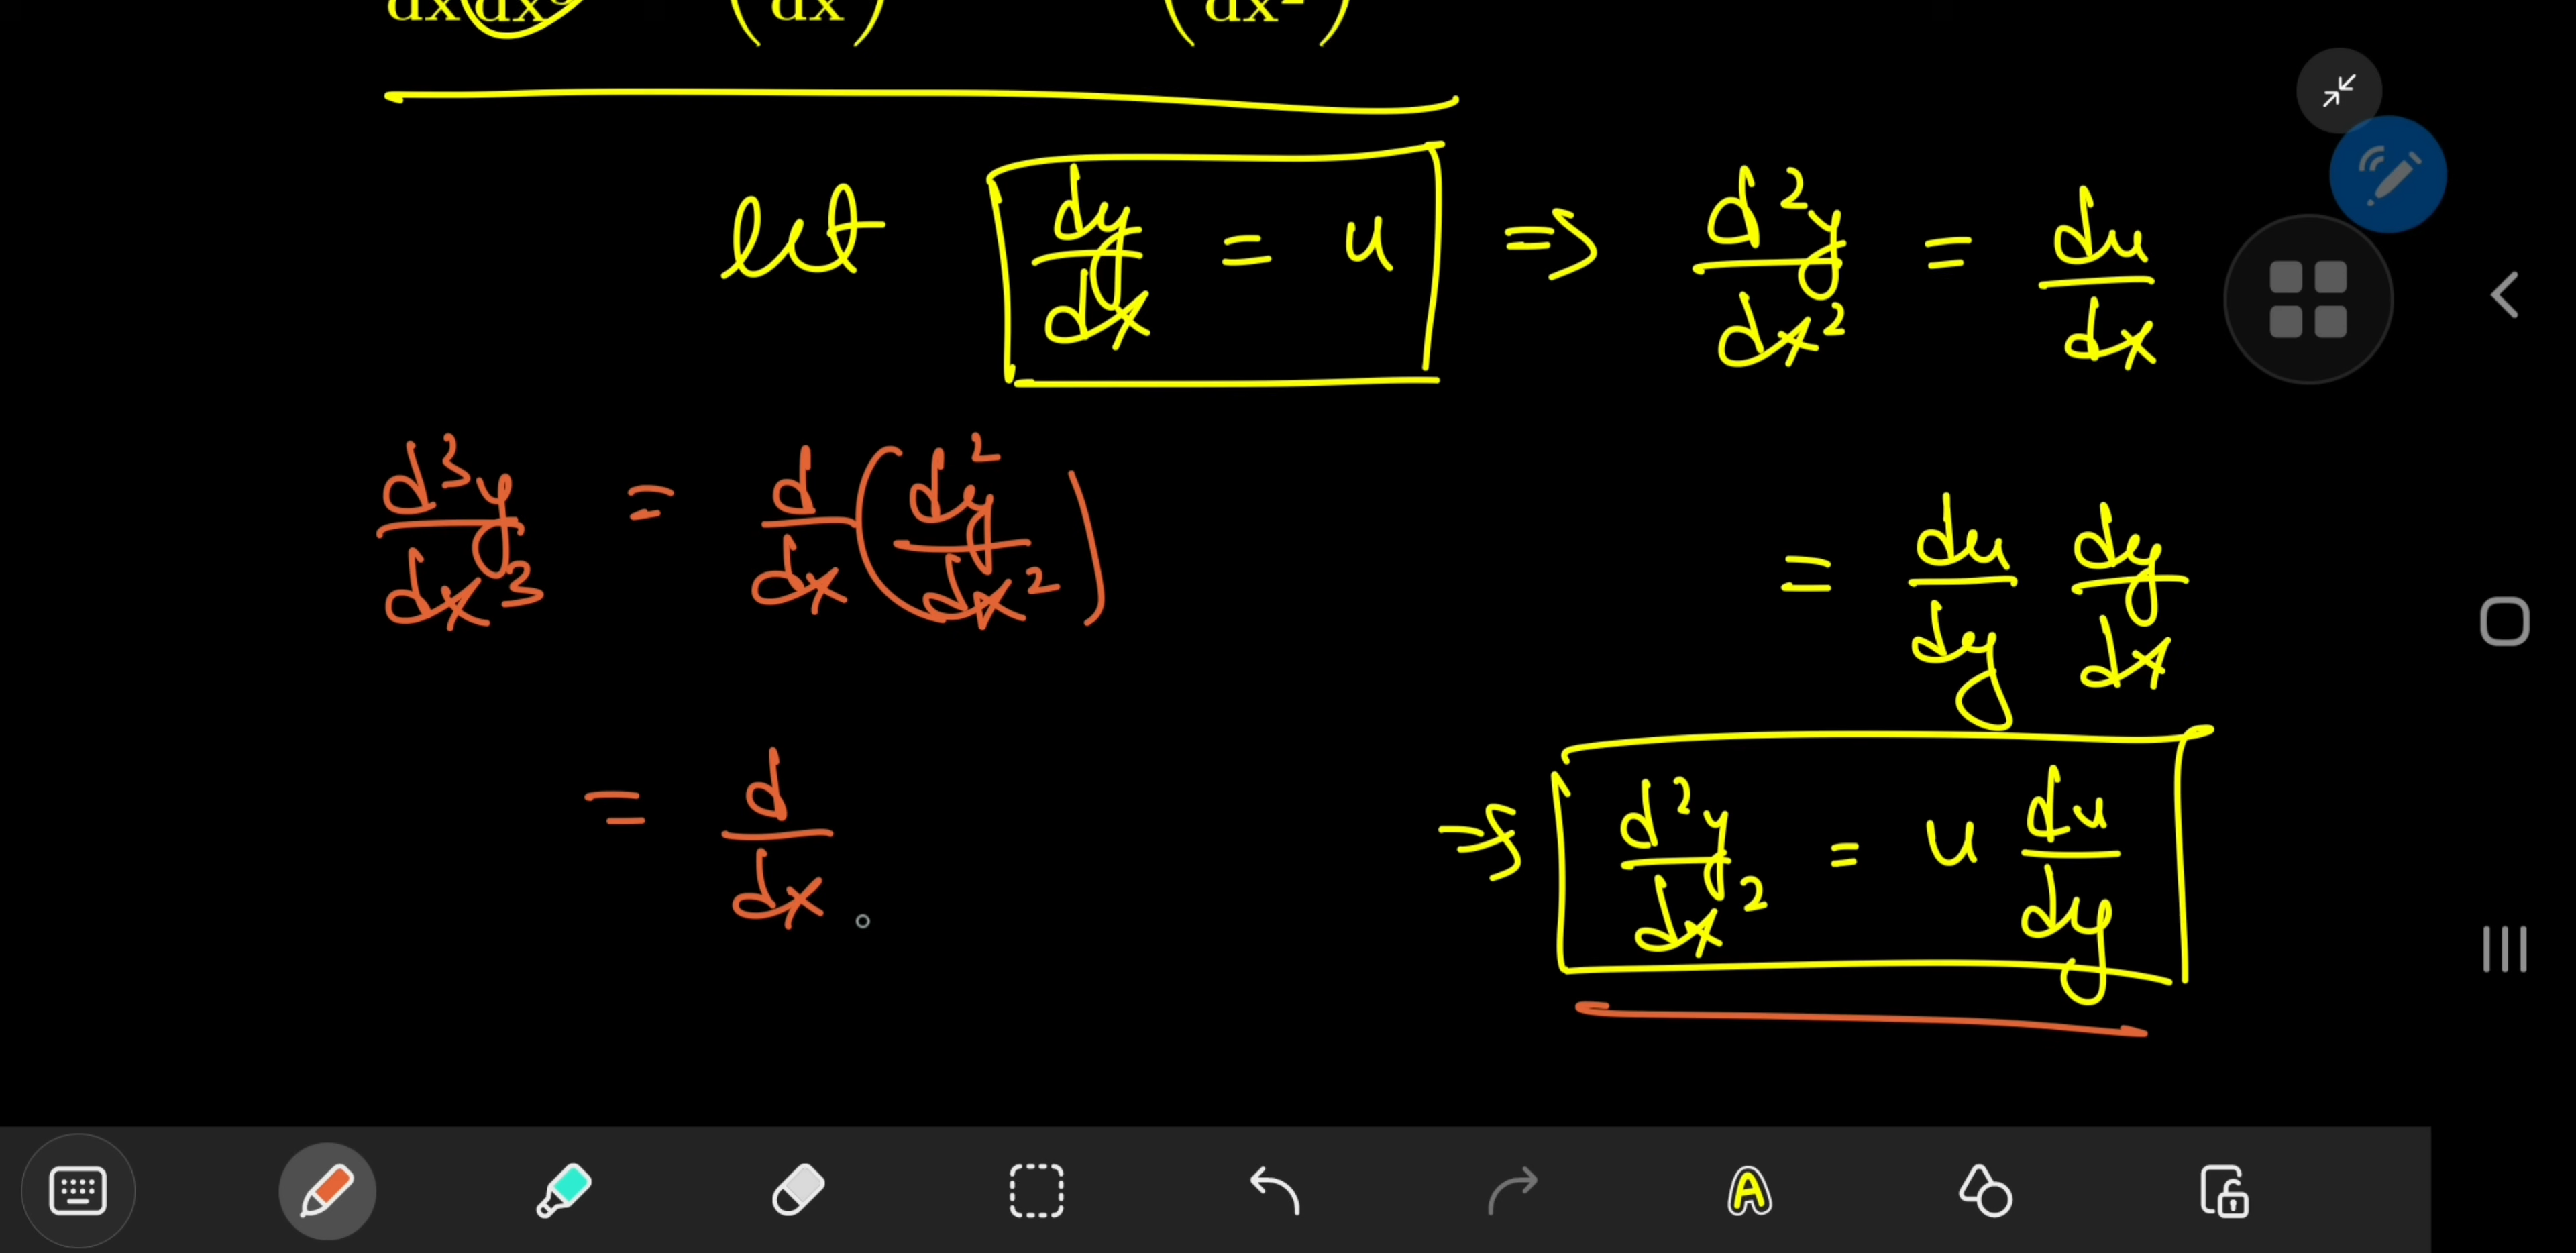 let dy/dx = u ⇒ d²y/dx² = du/dx
d³y/dx³ = d/dx (dy²/dx²)
= du/dy dy/dx
= d/dx
⇒ d²y/dx² = u du/dy
A